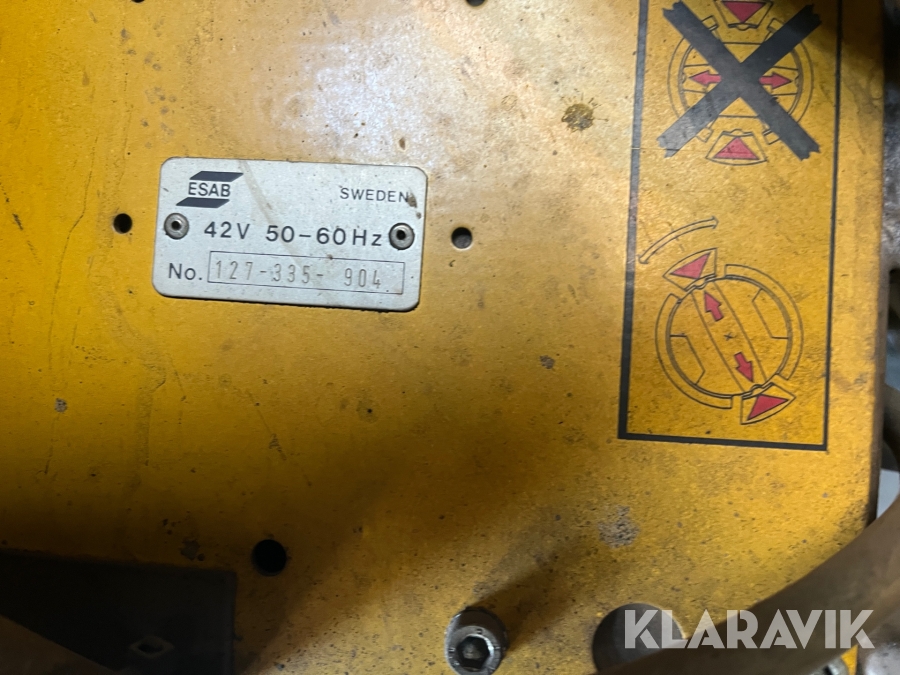 ESAB
SWEDEN
42V 50-60Hz
No. 127-335-904
KLARAVIK